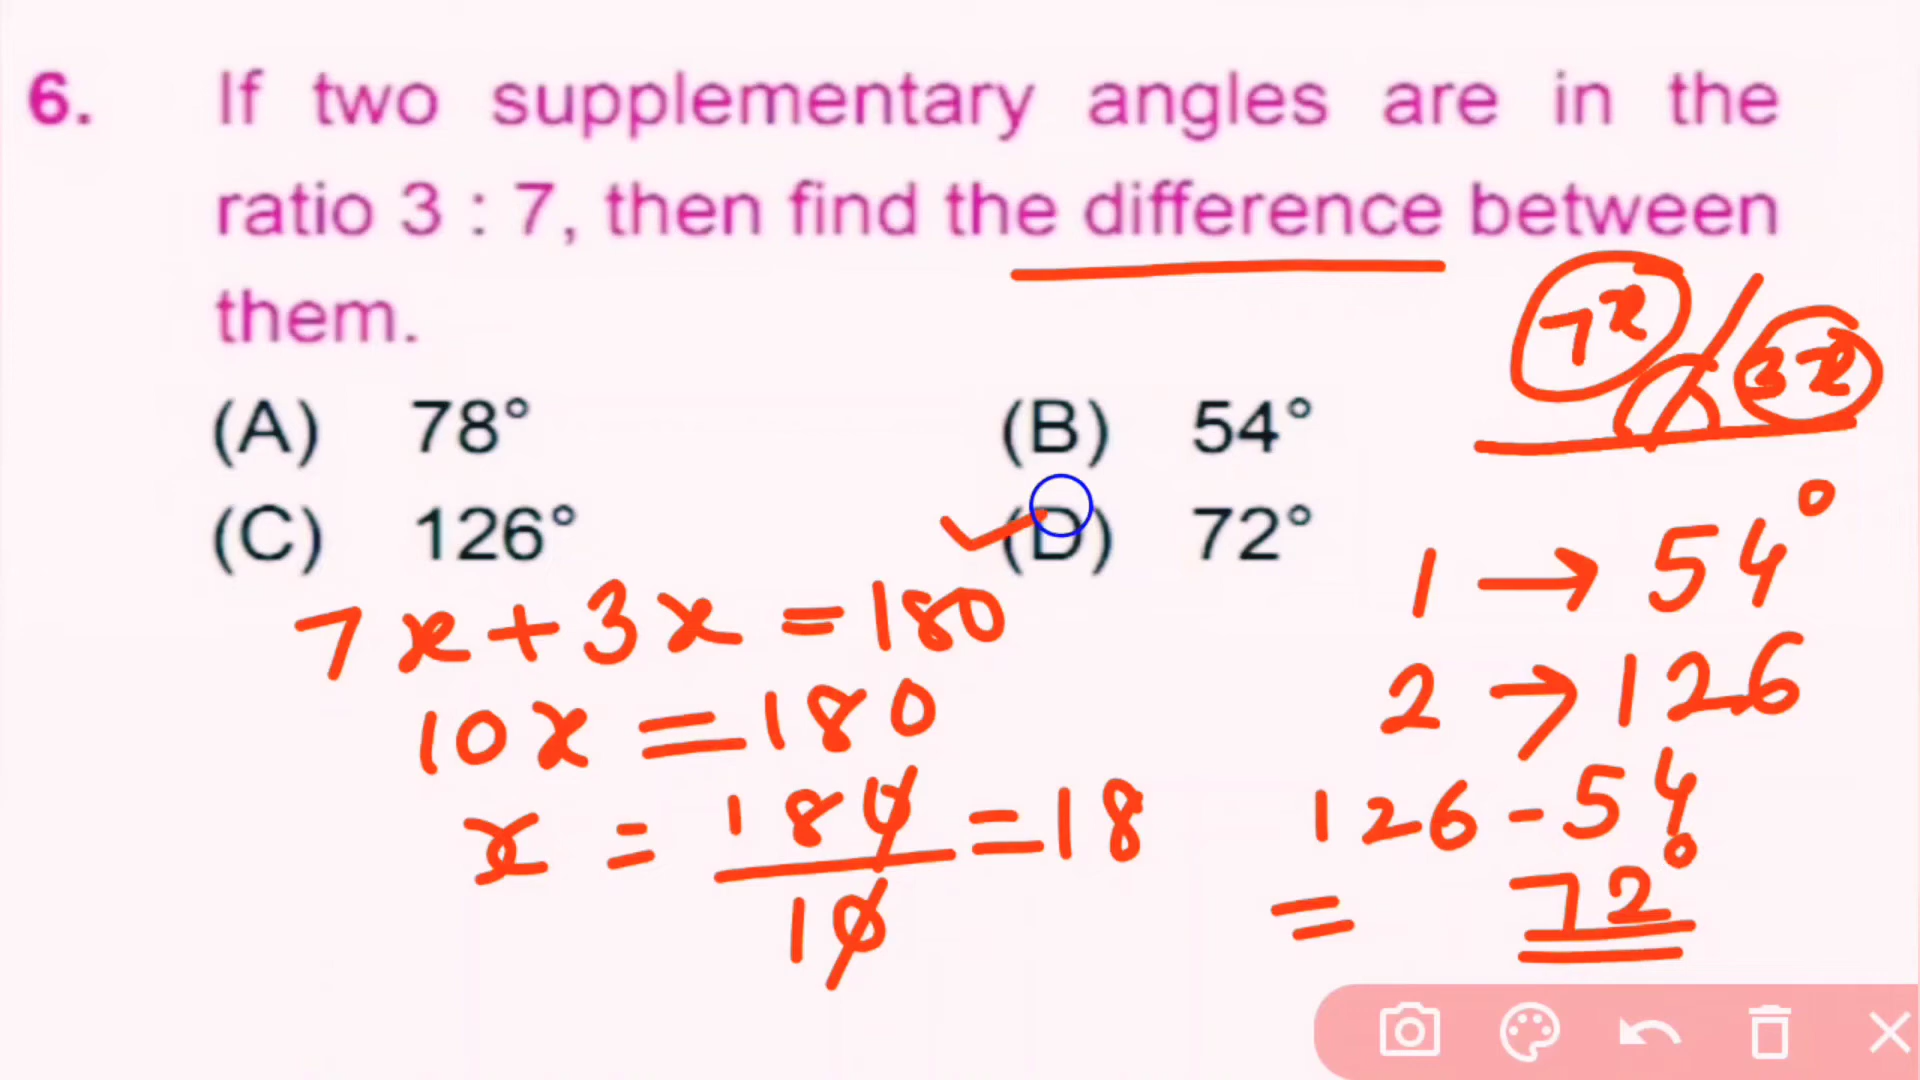 6. If two supplementary angles are in the
ratio 3 : 7, then find the difference between
them.
7x
3x
(A) 78° (B) 54°
(C) 126° (D) 72°
7x+3x=180
10x=180
x = 180/10 =18
1 → 54°
2 → 126
126-54
= 72°